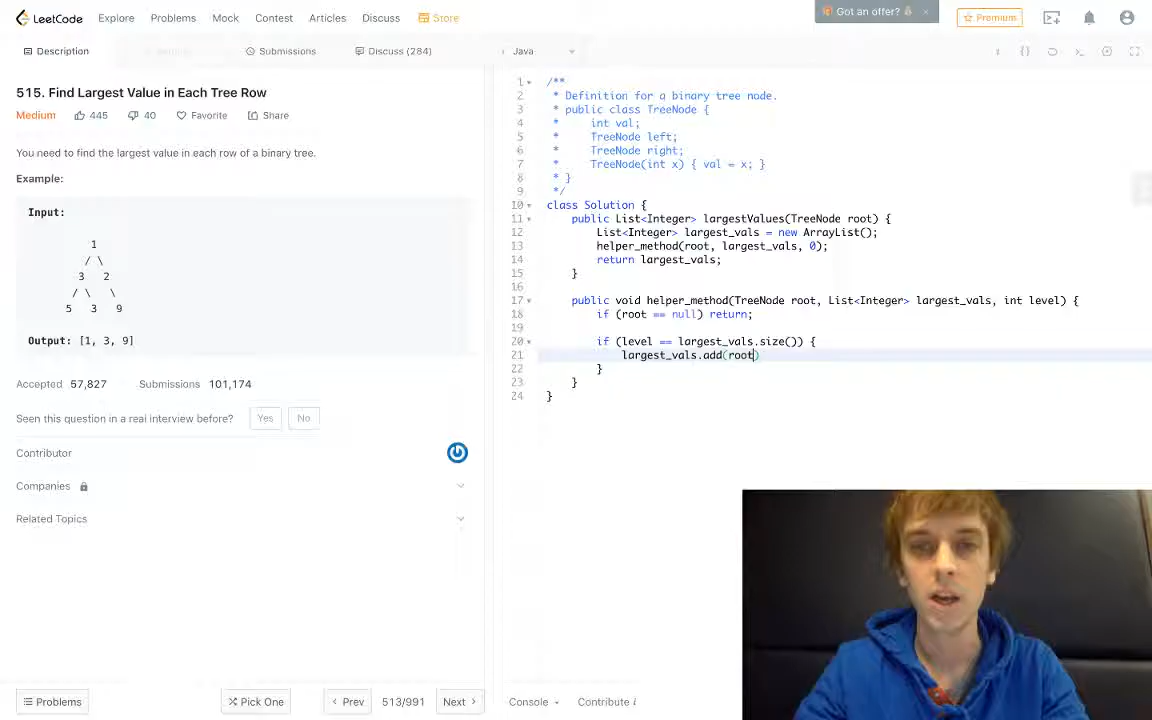 LeetCode Explore Problems Mock Contest Articles Discuss Store
Got an offer? ×
Premium
Description Submissions Discuss (284)
Java
515. Find Largest Value in Each Tree Row
Medium 445 40 Favorite Share
You need to find the largest value in each row of a binary tree.
Example:
Input:
1
/ \
3 2
/ \ \
5 3 9
Output: [1, 3, 9]
Accepted 57,827 Submissions 101,174
Seen this question in a real interview before? Yes No
Contributor
Companies
Related Topics
Problems Pick One Prev 513/991 Next
1 /**
2 * Definition for a binary tree node.
3 * public class TreeNode {
4 * int val;
5 * TreeNode left;
6 * TreeNode right;
7 * TreeNode(int x) { val = x; }
8 * }
9 */
10 class Solution {
11 public List<Integer> largestValues(TreeNode root) {
12 List<Integer> largest_vals = new ArrayList();
13 helper_method(root, largest_vals, 0);
14 return largest_vals;
15 }
16
17 public void helper_method(TreeNode root, List<Integer> largest_vals, int level) {
18 if (root == null) return;
19
20 if (level == largest_vals.size()) {
21 largest_vals.add(root)
22 }
23 }
24 }
Console Contribute i